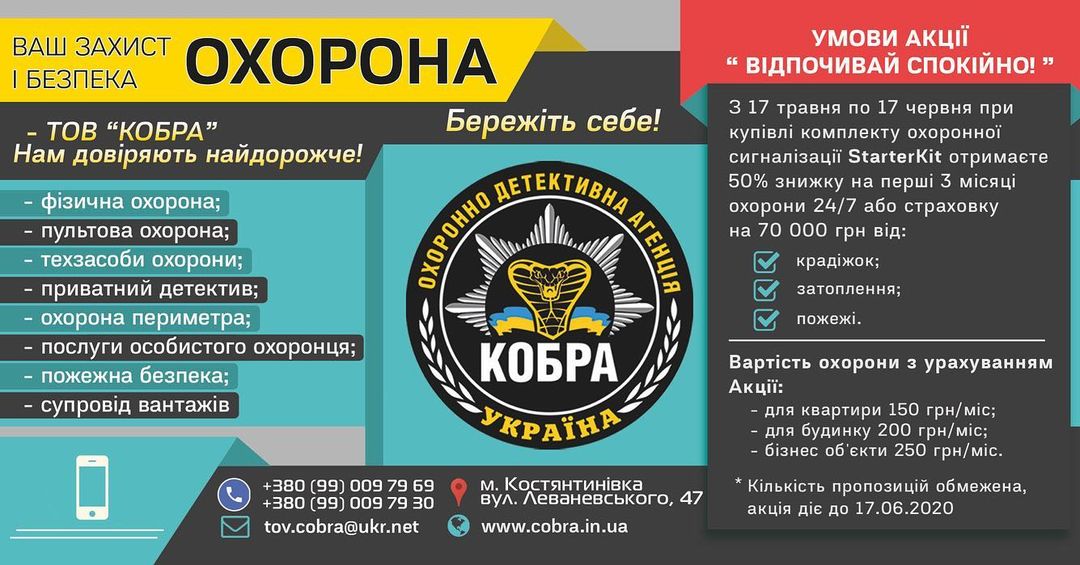 ВАШ ЗАХИСТ
І БЕЗПЕКА
ОХОРОНА
- ТОВ “КОБРА”
Нам довіряють найдорожче!
- фізична охорона;
- пультова охорона;
- техзасоби охорони;
- приватний детектив;
- охорона периметра;
- послуги особистого охоронця;
- пожежна безпека;
- супровід вантажів
Бережіть себе!
ОХОРОННО ДЕТЕКТИВНА АГЕНЦІЯ
КОБРА
УКРАЇНА
+380 (99) 009 79 69
+380 (99) 009 79 30
tov.cobra@ukr.net
м. Костянтинівка
вул. Леваневського, 47
www.cobra.in.ua
УМОВИ АКЦІЇ
“ ВІДПОЧИВАЙ СПОКІЙНО! ”
З 17 травня по 17 червня при
купівлі комплекту охоронної
сигналізації StarterKit отримаєте
50% знижку на перші 3 місяці
охорони 24/7 або страховку
на 70 000 грн від:
крадіжок;
затоплення;
пожежі.
Вартість охорони з урахуванням
Акції:
- для квартири 150 грн/міс;
- для будинку 200 грн/міс;
- бізнес об'єкти 250 грн/міс.
* Кількість пропозицій обмежена,
акція діє до 17.06.2020